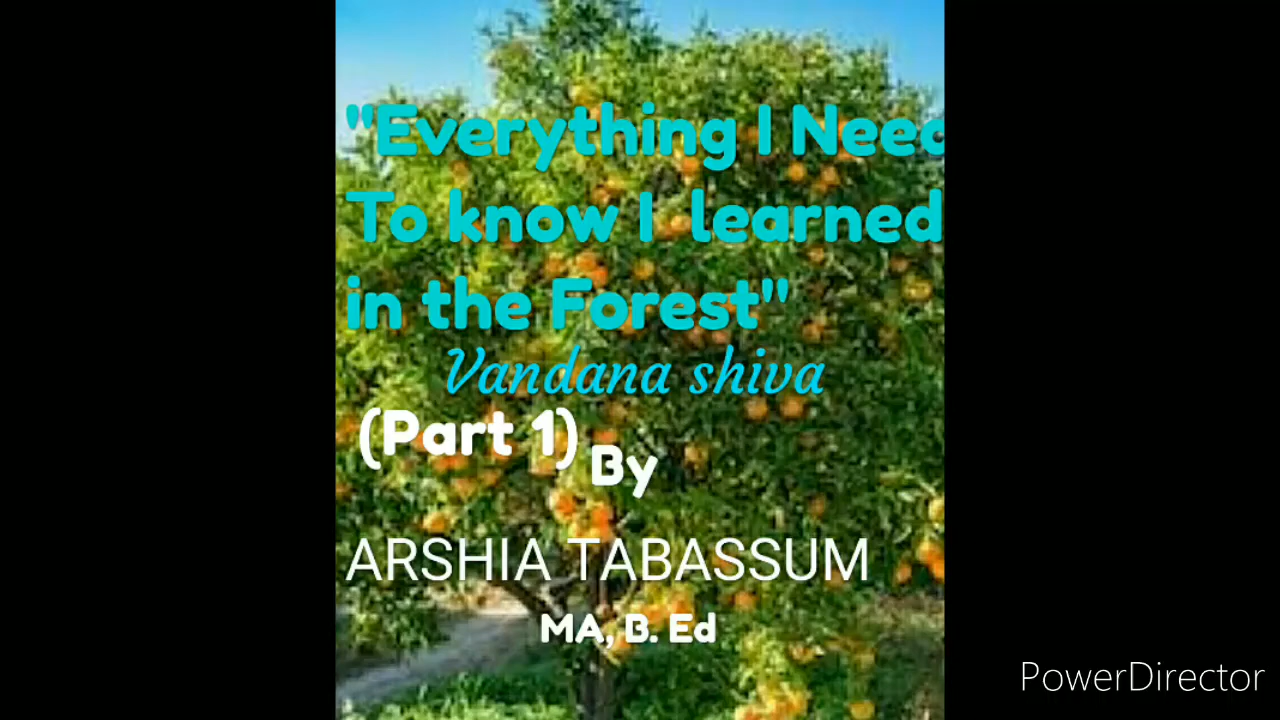 "Everything I Need
To know I learned
in the Forest"
Vandana shiva
(Part 1)
By
ARSHIA TABASSUM
MA, B. Ed
PowerDirector